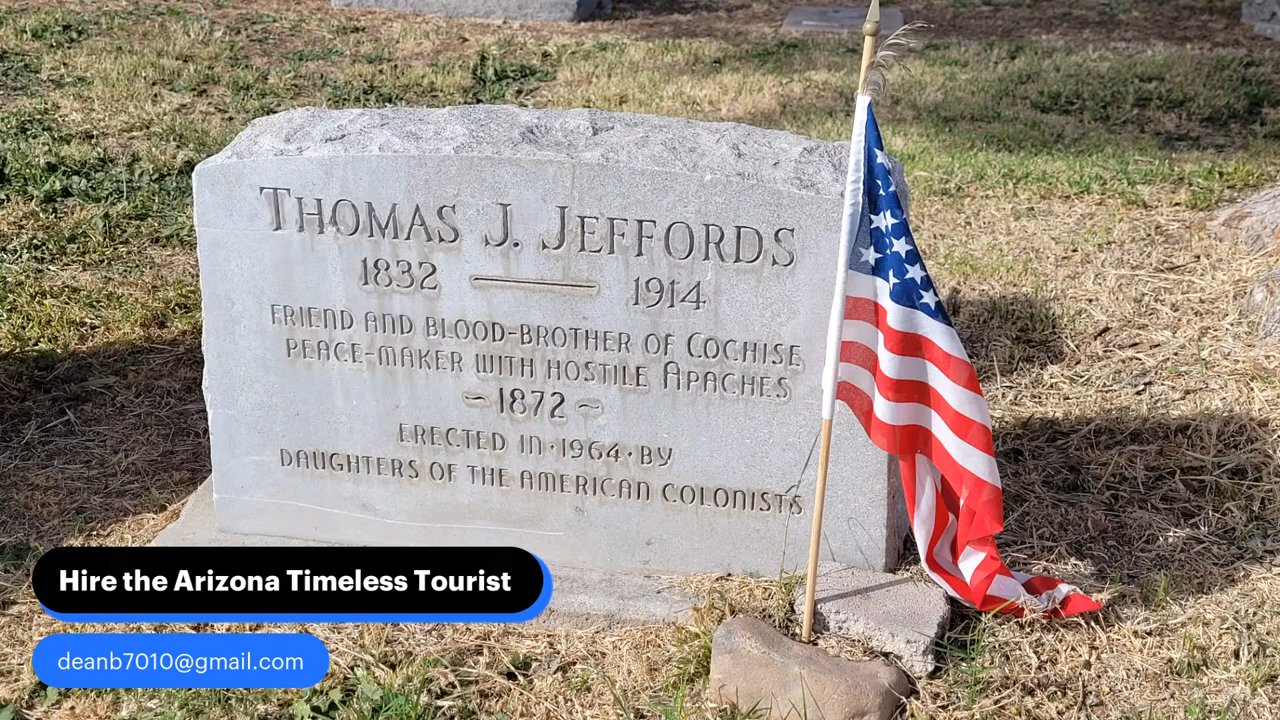 THOMAS J. JEFFORDS
1832 — 1914
FRIEND AND BLOOD-BROTHER OF COCHISE
PEACE-MAKER WITH HOSTILE APACHES
~1872~
ERECTED IN·1964·BY
DAUGHTERS OF THE AMERICAN COLONISTS
Hire the Arizona Timeless Tourist
deanb7010@gmail.com